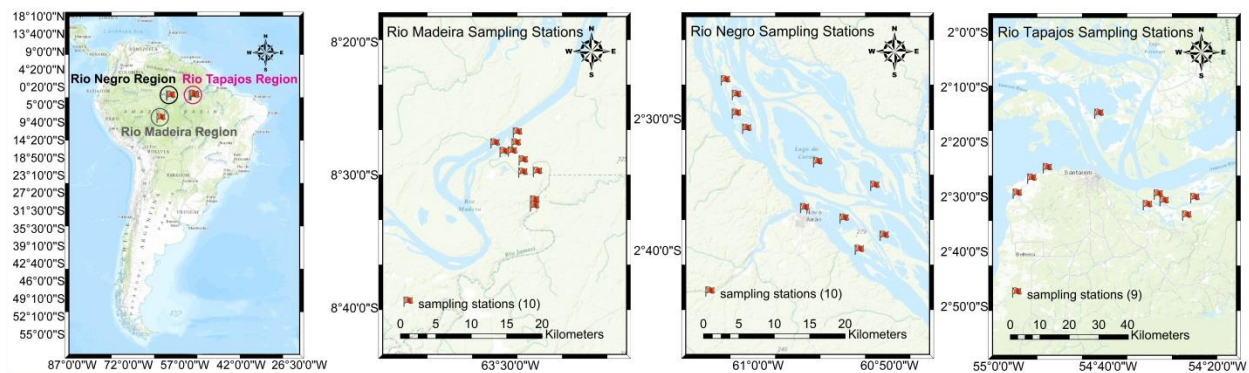 18°10'0"N
13°40'0"N
9°0'0"N
4°20'0"N
0°20'0"S
5°0'0"S
9°40'0"S
14°20'0"S
18°50'0"S
23°10'0"S
27°20'0"S
31°30'0"S
35°30'0"S
39°10'0"S
42°40'0"S
46°0'0"S
49°10'0"S
52°10'0"S
55°0'0"S
87°0'0"W 72°0'0"W 57°0'0"W 42°0'0"W 26°30'0"W
N
W E
S
Rio Negro Region
Rio Tapajos Region
Rio Madeira Region
Rio Madeira Sampling Stations
8°20'0"S
8°30'0"S
8°40'0"S
N
W E
S
Rio
Madeira
Rio Jamari
sampling stations (10)
0 5 10 15 20
Kilometers
63°30'0"W
Rio Negro Sampling Stations
2°30'0"S
2°40'0"S
N
W E
S
Lago do
Novo
Airão
sampling stations (10)
0 5 10 15 20
Kilometers
61°0'0"W 60°50'0"W
Rio Tapajos Sampling Stations
2°0'0"S
2°10'0"S
2°20'0"S
2°30'0"S
2°40'0"S
2°50'0"S
N
W E
S
Santarém
Belterra
sampling stations (9)
0 10 20 30 40
Kilometers
55°0'0"W 54°40'0"W 54°20'0"W